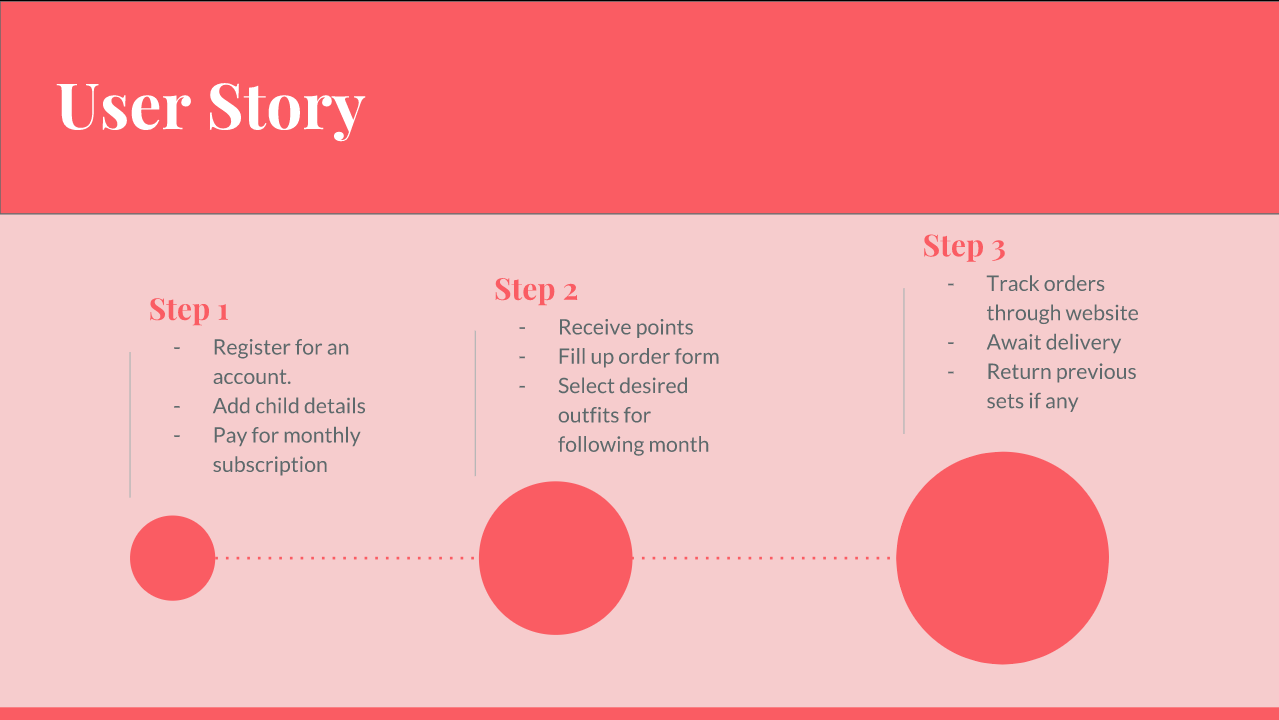 User Story
Step 1
- Register for an
account.
- Add child details
- Pay for monthly
subscription
Step 2
- Receive points
- Fill up order form
- Select desired
outfits for
following month
Step 3
- Track orders
through website
- Await delivery
- Return previous
sets if any